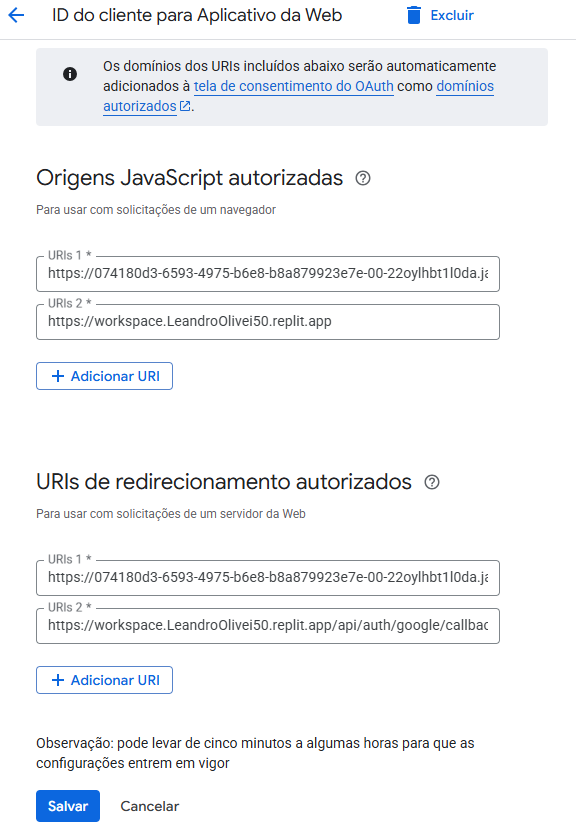 ID do cliente para Aplicativo da Web
Excluir
Os domínios dos URIs incluídos abaixo serão automaticamente
adicionados à tela de consentimento do OAuth como domínios
autorizados.
Origens JavaScript autorizadas
Para usar com solicitações de um navegador
URIs 1 *
https://074180d3-6593-4975-b6e8-b8a879923e7e-00-22oylhbt1l0da.ja
URIs 2 *
https://workspace.LeandroOlivei50.replit.app
Adicionar URI
URIs de redirecionamento autorizados
Para usar com solicitações de um servidor da Web
URIs 1 *
https://074180d3-6593-4975-b6e8-b8a879923e7e-00-22oylhbt1l0da.ja
URIs 2 *
https://workspace.LeandroOlivei50.replit.app/api/auth/google/callbac
Adicionar URI
Observação: pode levar de cinco minutos a algumas horas para que as
configurações entrem em vigor
Salvar
Cancelar